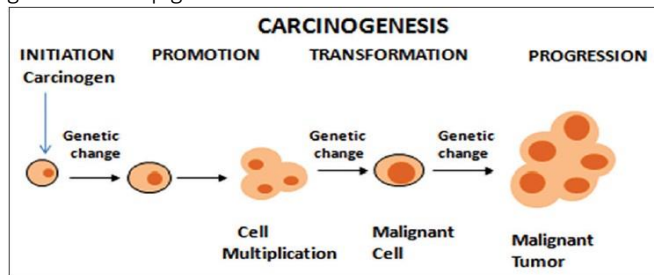 CARCINOGENESIS
INITIATION PROMOTION TRANSFORMATION PROGRESSION
Carcinogen
Genetic change
Genetic change
Genetic change
Cell Multiplication
Malignant Cell
Malignant Tumor